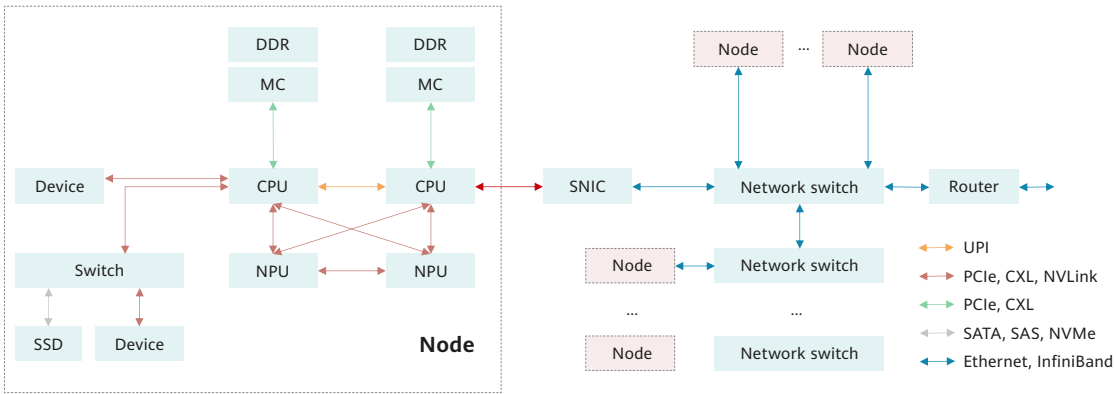 DDR
DDR
MC
MC
Node
...
Node
Device
CPU
CPU
SNIC
Network switch
Router
Switch
NPU
NPU
Node
Network switch
...
...
SSD
Device
Node
Node
Network switch
UPI
PCIe, CXL, NVLink
PCIe, CXL
SATA, SAS, NVMe
Ethernet, InfiniBand